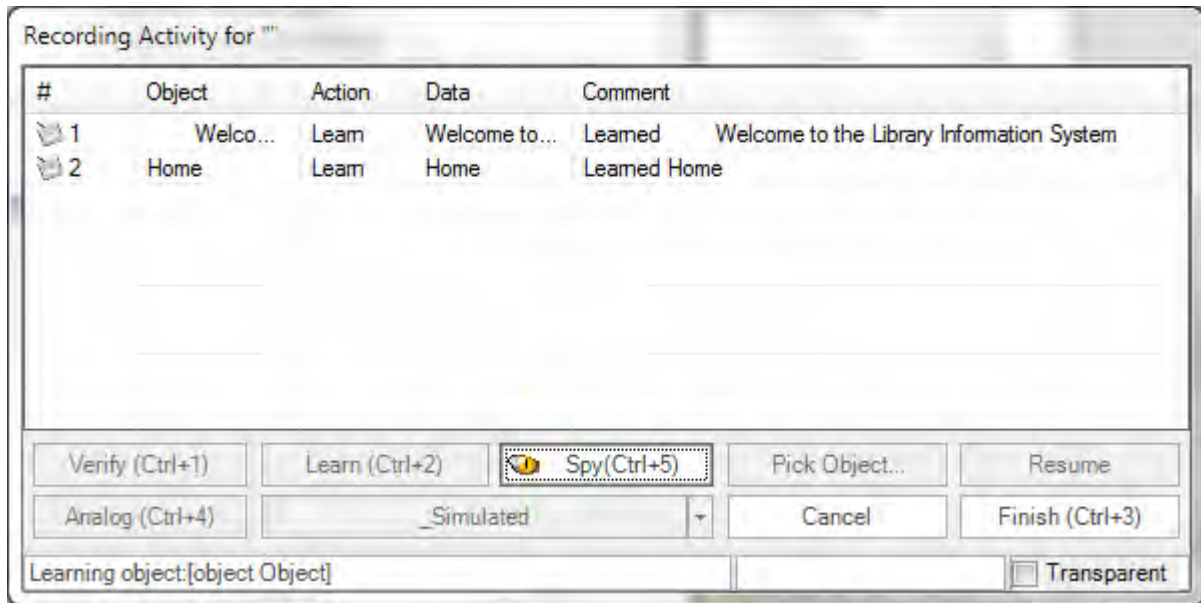 Recording Activity for ""
# Object Action Data Comment
1 Welco... Learn Welcome to... Learned Welcome to the Library Information System
2 Home Learn Home Learned Home
Verify (Ctrl+1) Learn (Ctrl+2) Spy(Ctrl+5) Pick Object... Resume
Analog (Ctrl+4) _Simulated Cancel Finish (Ctrl+3)
Learning object:[object Object] Transparent